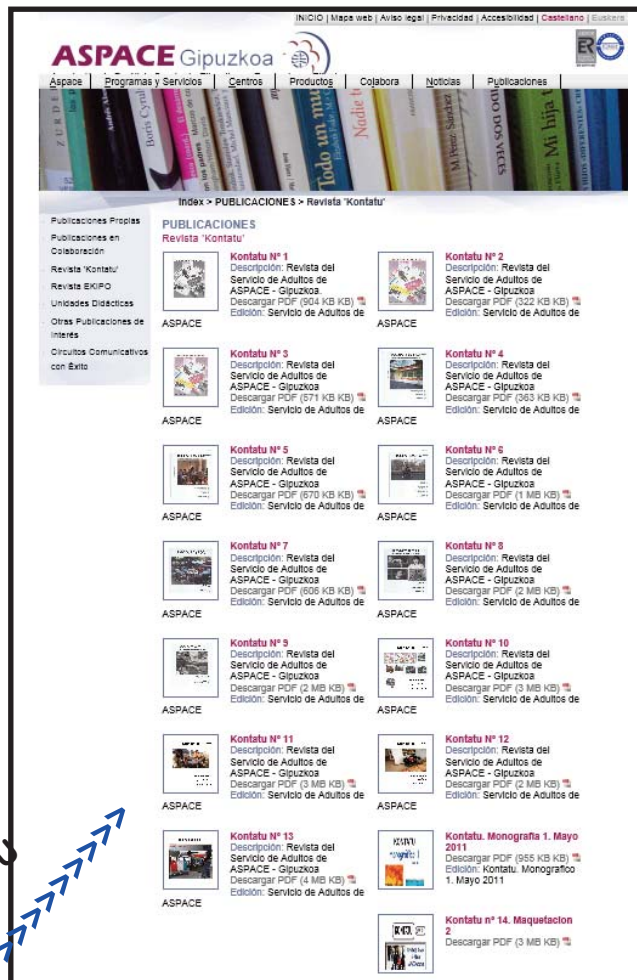 INICIO | Mapa web | Aviso legal | Privacidad | Accesibilidad | Castellano | Euskara
ASPACE Gipuzkoa
Aspace | Programas y Servicios | Centros | Productos | Colabora | Noticias | Publicaciones
Boris Cyrul
Todo un mu
Nadie t
M. Pérez Sánchez
DOS VECES
Mi hija t
Index > PUBLICACIONES > Revista 'Kontatu'
Publicaciones Propias
Publicaciones en
Colaboración
Revista 'Kontatu'
Revista EKIPO
Unidades Didácticas
Otras Publicaciones de
Interés
Circuitos Comunicativos
con Éxito
PUBLICACIONES
Revista 'Kontatu'
Kontatu Nº 1
Descripción: Revista del
Servicio de Adultos de
ASPACE - Gipuzkoa.
Descargar PDF (904 KB KB)
Edición: Servicio de Adultos de
ASPACE
Kontatu Nº 2
Descripción: Revista del
Servicio de Adultos de
ASPACE - Gipuzkoa
Descargar PDF (322 KB KB)
Edición: Servicio de Adultos de
ASPACE
Kontatu Nº 3
Descripción: Revista del
Servicio de Adultos de
ASPACE - Gipuzkoa
Descargar PDF (571 KB KB)
Edición: Servicio de Adultos de
ASPACE
Kontatu Nº 4
Descripción: Revista del
Servicio de Adultos de
ASPACE - Gipuzkoa
Descargar PDF (363 KB KB)
Edición: Servicio de Adultos de
ASPACE
Kontatu Nº 5
Descripción: Revista del
Servicio de Adultos de
ASPACE - Gipuzkoa
Descargar PDF (670 KB KB)
Edición: Servicio de Adultos de
ASPACE
Kontatu Nº 6
Descripción: Revista del
Servicio de Adultos de
ASPACE - Gipuzkoa
Descargar PDF (1 MB KB)
Edición: Servicio de Adultos de
ASPACE
Kontatu Nº 7
Descripción: Revista del
Servicio de Adultos de
ASPACE - Gipuzkoa
Descargar PDF (606 KB KB)
Edición: Servicio de Adultos de
ASPACE
Kontatu Nº 8
Descripción: Revista del
Servicio de Adultos de
ASPACE - Gipuzkoa
Descargar PDF (2 MB KB)
Edición: Servicio de Adultos de
ASPACE
Kontatu Nº 9
Descripción: Revista del
Servicio de Adultos de
ASPACE - Gipuzkoa
Descargar PDF (2 MB KB)
Edición: Servicio de Adultos de
ASPACE
Kontatu Nº 10
Descripción: Revista del
Servicio de Adultos de
ASPACE - Gipuzkoa
Descargar PDF (3 MB KB)
Edición: Servicio de Adultos de
ASPACE
Kontatu Nº 11
Descripción: Revista del
Servicio de Adultos de
ASPACE - Gipuzkoa
Descargar PDF (3 MB KB)
Edición: Servicio de Adultos de
ASPACE
Kontatu Nº 12
Descripción: Revista del
Servicio de Adultos de
ASPACE - Gipuzkoa
Descargar PDF (2 MB KB)
Edición: Servicio de Adultos de
ASPACE
Kontatu Nº 13
Descripción: Revista del
Servicio de Adultos de
ASPACE - Gipuzkoa
Descargar PDF (4 MB KB)
Edición: Servicio de Adultos de
ASPACE
Kontatu. Monografia 1. Mayo
2011
Descargar PDF (955 KB KB)
Edición: Kontatu. Monografico
1. Mayo 2011
Kontatu nº 14. Maquetacion
2
Descargar PDF (3 MB KB)